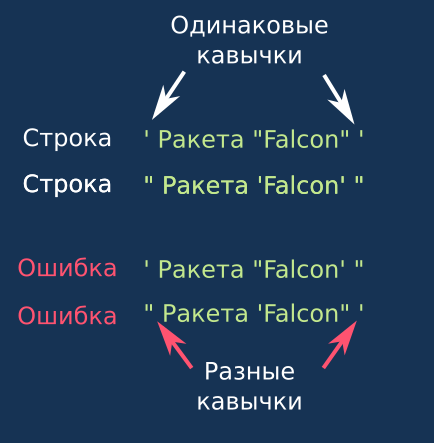 Одинаковые
кавычки
Строка ' Ракета "Falcon" '
Строка " Ракета 'Falcon' "
Ошибка ' Ракета "Falcon' "
Ошибка " Ракета 'Falcon" '
Разные
кавычки